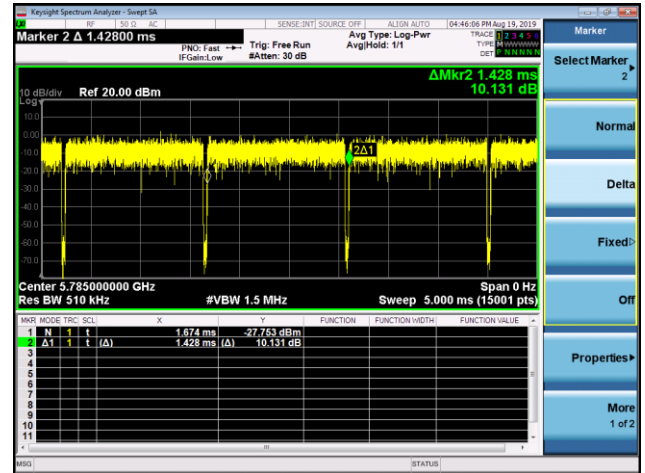 Keysight Spectrum Analyzer - Swept SA
LXI RF 50 Ω AC SENSE:INT SOURCE OFF ALIGN AUTO 04:46:06 PM Aug 19, 2019
Marker 2 Δ 1.42800 ms
PNO: Fast Trig: Free Run Avg Type: Log-Pwr TRACE 1 2 3 4 5 6
IFGain:Low #Atten: 30 dB Avg|Hold: 1/1 TYPE M WWWWW
DET P N N N N N
ΔMkr2 1.428 ms
10 dB/div Ref 20.00 dBm 10.131 dB
Log
10.0
0.00
-10.0
2Δ1
-20.0
-30.0
-40.0
-50.0
-60.0
-70.0
Center 5.785000000 GHz Span 0 Hz
Res BW 510 kHz #VBW 1.5 MHz Sweep 5.000 ms (15001 pts)
MKR MODE TRC SCL X Y FUNCTION FUNCTION WIDTH FUNCTION VALUE
1 N 1 t 1.674 ms -27.753 dBm
2 Δ1 1 t (Δ) 1.428 ms (Δ) 10.131 dB
3
4
5
6
7
8
9
10
11
MSG STATUS
Marker
Select Marker
2
Normal
Delta
Fixed
Off
Properties
More
1 of 2